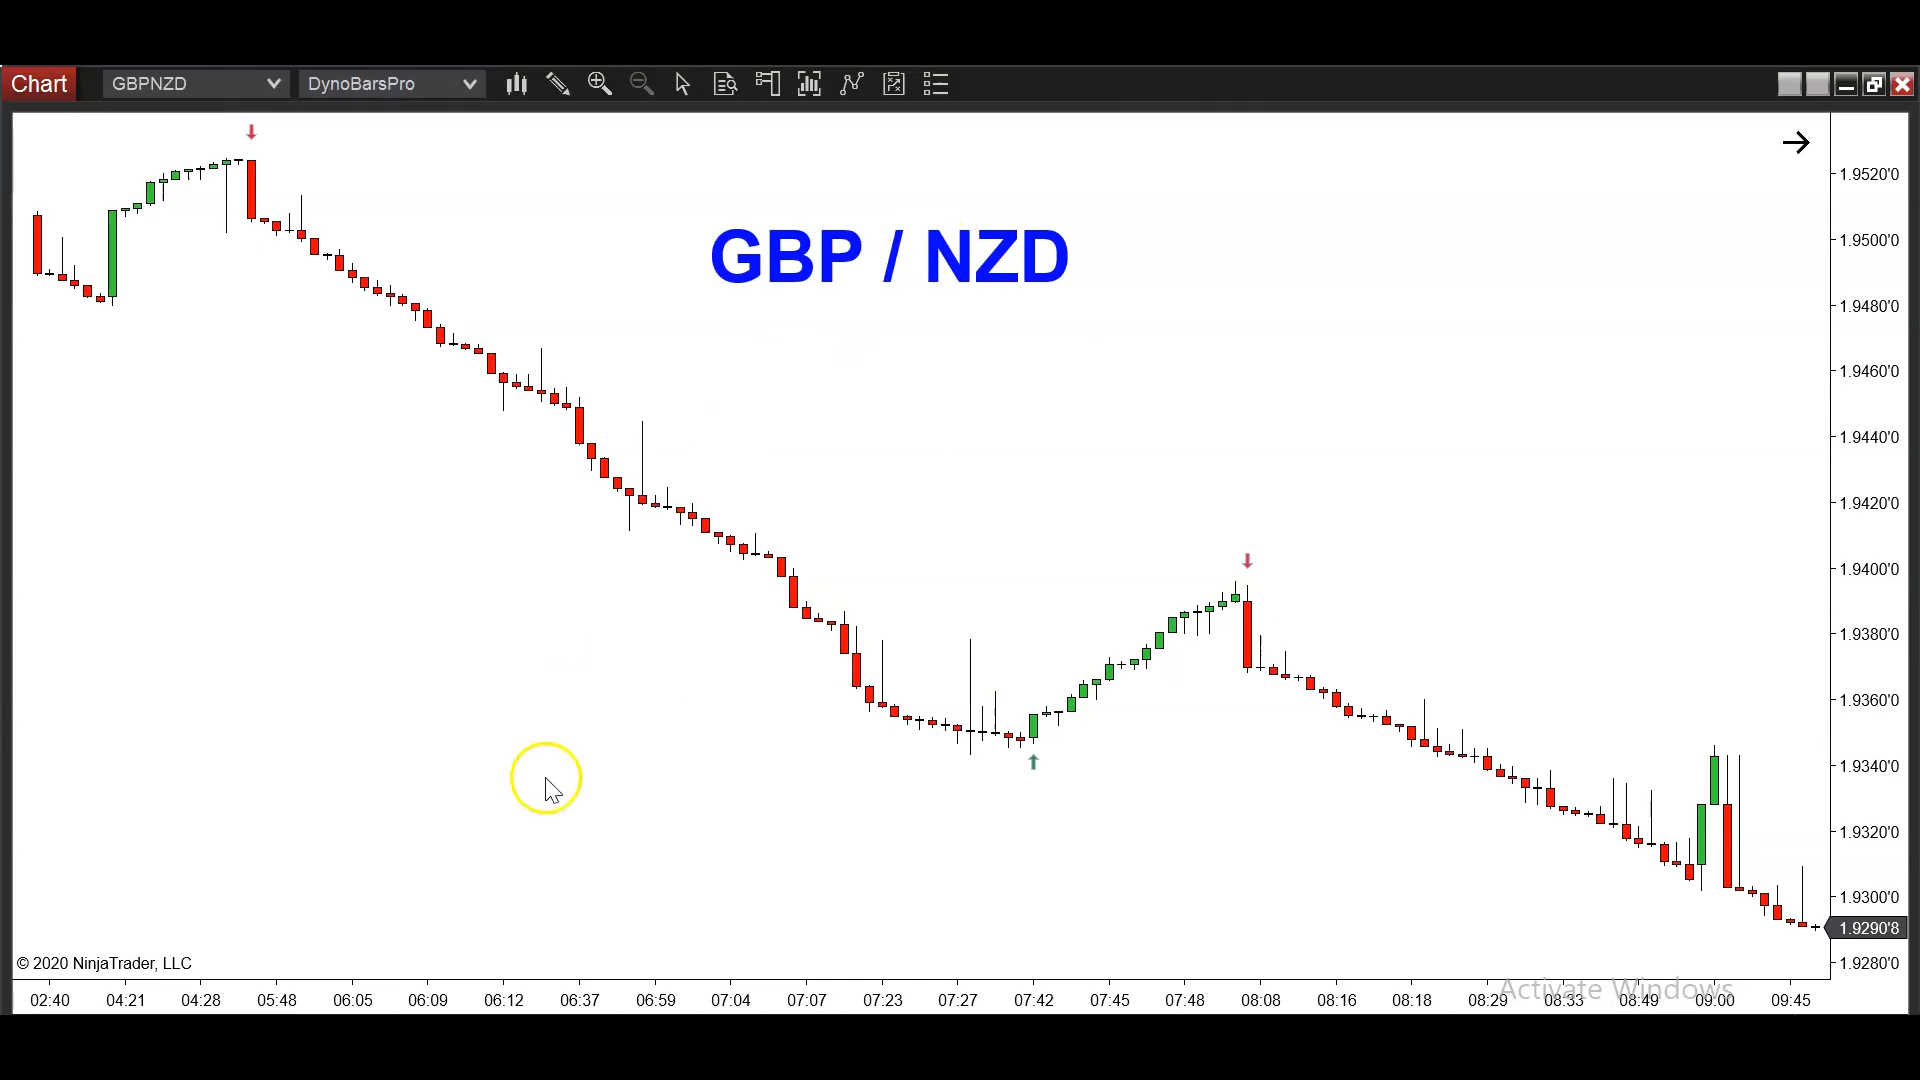 Chart GBPNZD DynoBarsPro
GBP / NZD
1.9520'0
1.9500'0
1.9480'0
1.9460'0
1.9440'0
1.9420'0
1.9400'0
1.9380'0
1.9360'0
1.9340'0
1.9320'0
1.9300'0
1.9290'8
1.9280'0
© 2020 NinjaTrader, LLC
Activate Windows
02:40 04:21 04:28 05:48 06:05 06:09 06:12 06:37 06:59 07:04 07:07 07:23 07:27 07:42 07:45 07:48 08:08 08:16 08:18 08:29 08:33 08:49 09:00 09:45